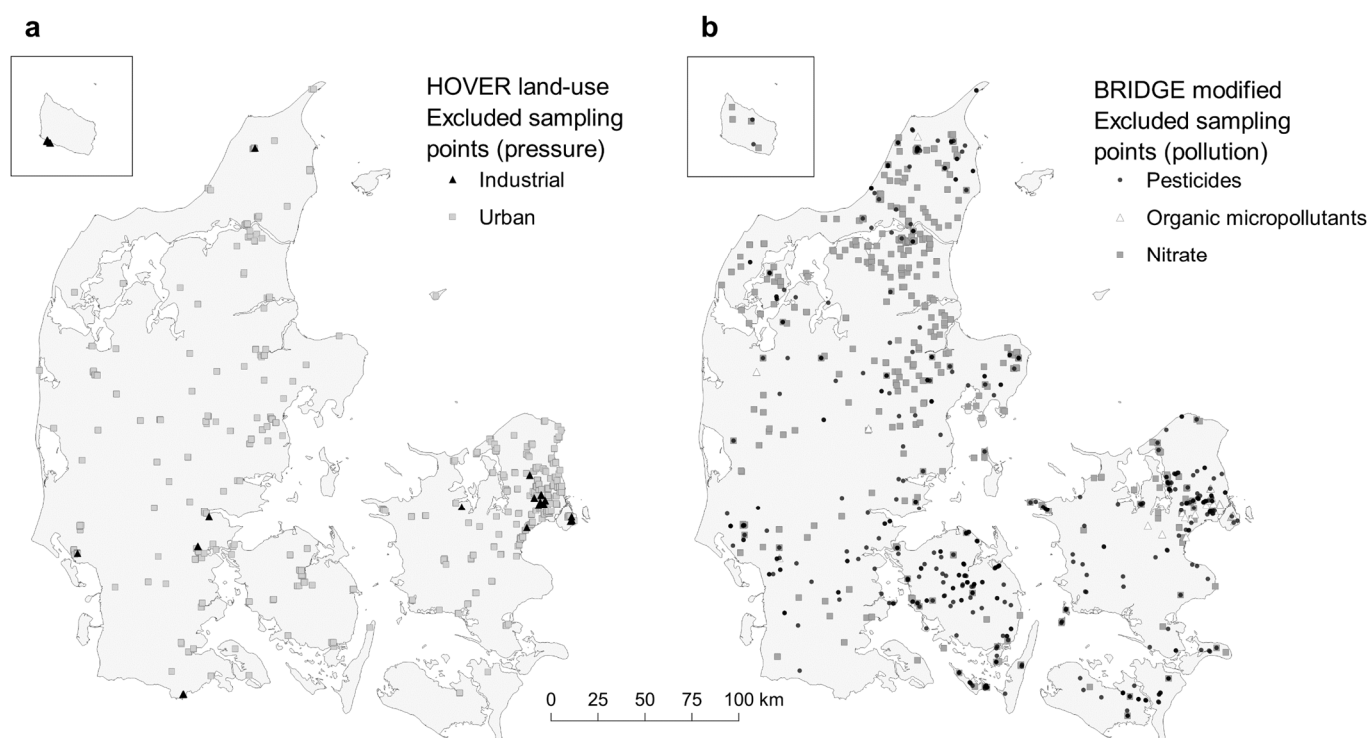 a
HOVER land-use
Excluded sampling
points (pressure)
Industrial
Urban
b
BRIDGE modified
Excluded sampling
points (pollution)
Pesticides
Organic micropollutants
Nitrate
0 25 50 75 100 km